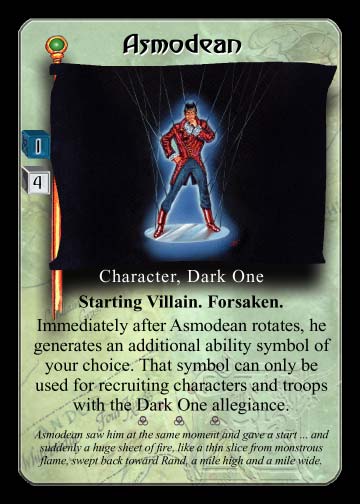 Asmodean
1
4
Character, Dark One
Starting Villain. Forsaken.
Immediately after Asmodean rotates, he
generates an additional ability symbol of
your choice. That symbol can only be
used for recruiting characters and troops
with the Dark One allegiance.
Asmodean saw him at the same moment and gave a start ... and
suddenly a huge sheet of fire, like a thin slice from monstrous
flame, swept back toward Rand, a mile high and a mile wide.